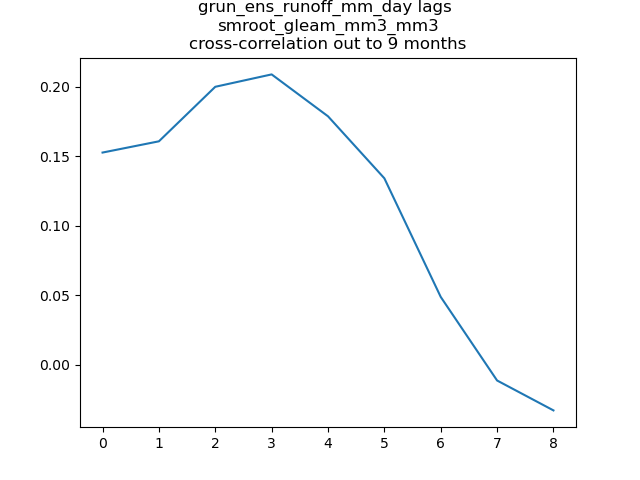 grun_ens_runoff_mm_day lags
smroot_gleam_mm3_mm3
cross-correlation out to 9 months
0.20
0.15
0.10
0.05
0.00
0 1 2 3 4 5 6 7 8